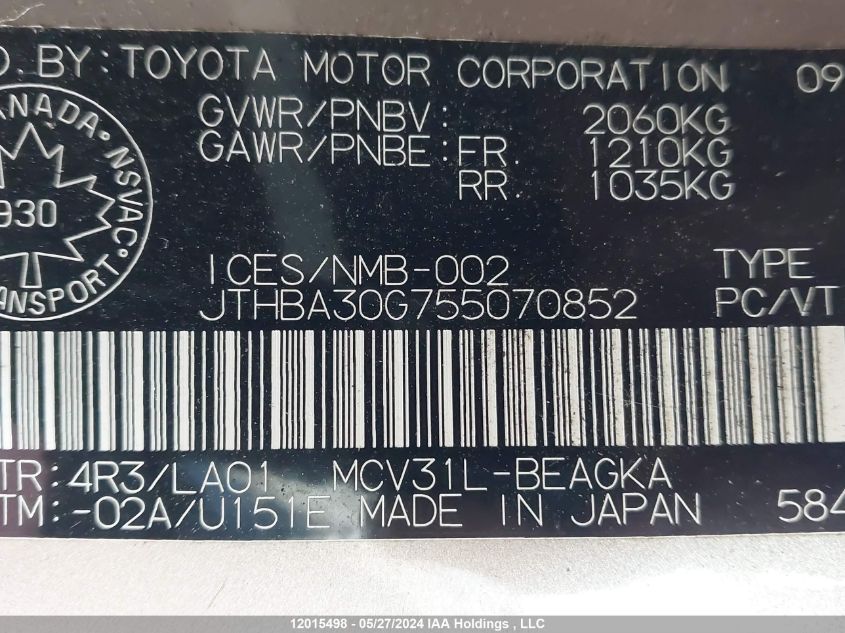 D BY: TOYOTA MOTOR CORPORATION 09
GVWR/PNBV: 2060KG
GAWR/PNBE: FR. 1210KG
RR. 1035KG
CANADA · NSVAC ·
930
TRANSPORT
ICES/NMB-002 TYPE
JTHBA30G755070852 PC/VT
TR: 4R3/LA01 MCV31L-BEAGKA
TM: -02A/U151E MADE IN JAPAN 584
12015498 - 05/27/2024 IAA Holdings , LLC